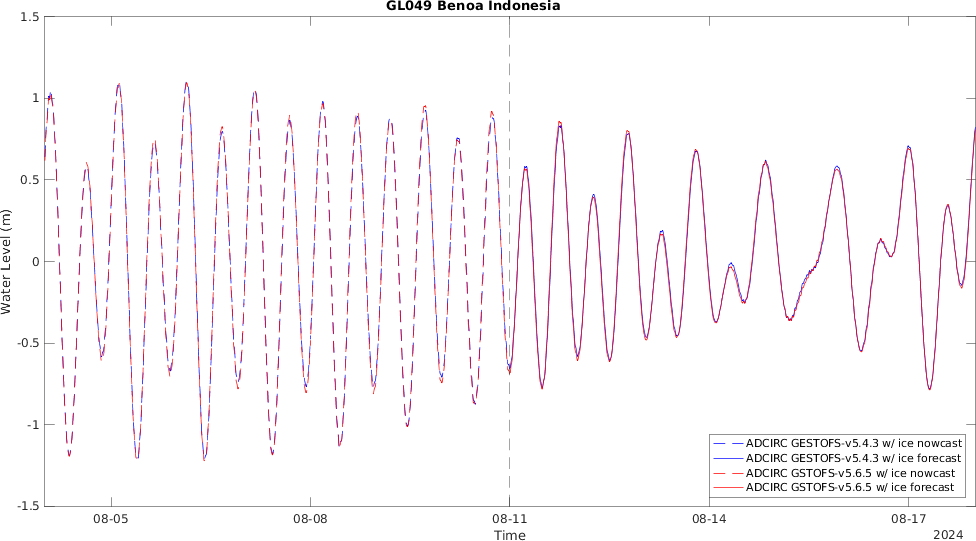 GL049 Benoa Indonesia
1.5
1
0.5
0
-0.5
-1
-1.5
Water Level (m)
08-05
08-08
08-11
08-14
08-17
Time
2024
ADCIRC GESTOFS-v5.4.3 w/ ice nowcast
ADCIRC GESTOFS-v5.4.3 w/ ice forecast
ADCIRC GSTOFS-v5.6.5 w/ ice nowcast
ADCIRC GSTOFS-v5.6.5 w/ ice forecast